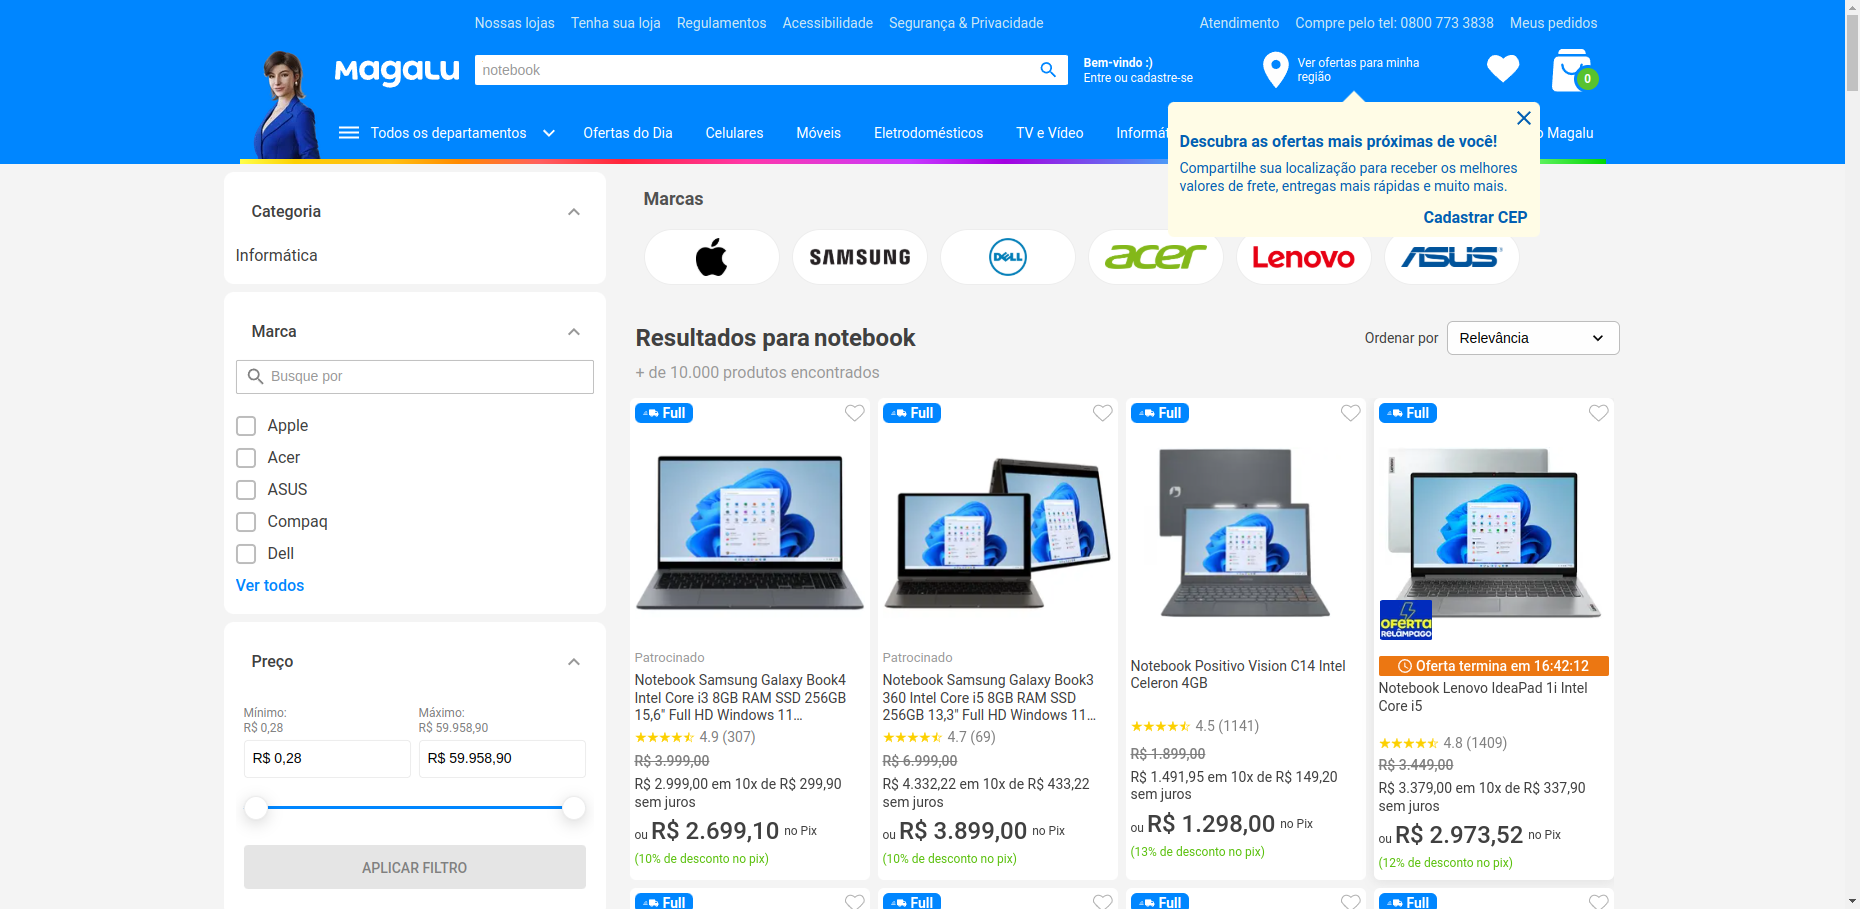 Nossas lojas Tenha sua loja Regulamentos Acessibilidade Segurança & Privacidade Atendimento Compre pelo tel: 0800 773 3838 Meus pedidos
Magalu
notebook
Bem-vindo :)
Entre ou cadastre-se
Ver ofertas para minha
região
0
Todos os departamentos Ofertas do Dia Celulares Móveis Eletrodomésticos TV e Vídeo Informát Magalu
Descubra as ofertas mais próximas de você!
Compartilhe sua localização para receber os melhores
valores de frete, entregas mais rápidas e muito mais.
Cadastrar CEP
Categoria
Informática
Marca
Busque por
Apple
Acer
ASUS
Compaq
Dell
Ver todos
Preço
Mínimo:
R$ 0,28
Máximo:
R$ 59.958,90
R$ 0,28
R$ 59.958,90
APLICAR FILTRO
Marcas
SAMSUNG
DELL
acer
Lenovo
ASUS
Resultados para notebook
Ordenar por Relevância
+ de 10.000 produtos encontrados
Full
Patrocinado
Notebook Samsung Galaxy Book4
Intel Core i3 8GB RAM SSD 256GB
15,6" Full HD Windows 11...
4.9 (307)
R$ 3.999,00
R$ 2.999,00 em 10x de R$ 299,90
sem juros
ou R$ 2.699,10 no Pix
(10% de desconto no pix)
Full
Patrocinado
Notebook Samsung Galaxy Book3
360 Intel Core i5 8GB RAM SSD
256GB 13,3" Full HD Windows 11...
4.7 (69)
R$ 6.999,00
R$ 4.332,22 em 10x de R$ 433,22
sem juros
ou R$ 3.899,00 no Pix
(10% de desconto no pix)
Full
Notebook Positivo Vision C14 Intel
Celeron 4GB
4.5 (1141)
R$ 1.899,00
R$ 1.491,95 em 10x de R$ 149,20
sem juros
ou R$ 1.298,00 no Pix
(13% de desconto no pix)
Full
Lenovo
OFERTA
RELÂMPAGO
Oferta termina em 16:42:12
Notebook Lenovo IdeaPad 1i Intel
Core i5
4.8 (1409)
R$ 3.449,00
R$ 3.379,00 em 10x de R$ 337,90
sem juros
ou R$ 2.973,52 no Pix
(12% de desconto no pix)
Full
Full
Full
Full